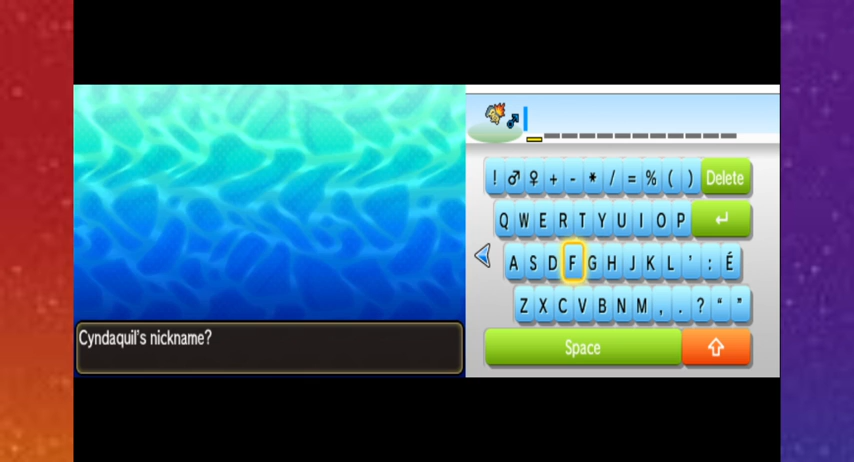 Cyndaquil's nickname?
! ♂ ♀ + - * / = % ( ) Delete
Q W E R T Y U I O P ↵
A S D F G H J K L ' : É
Z X C V B N M , . ? “ ”
Space